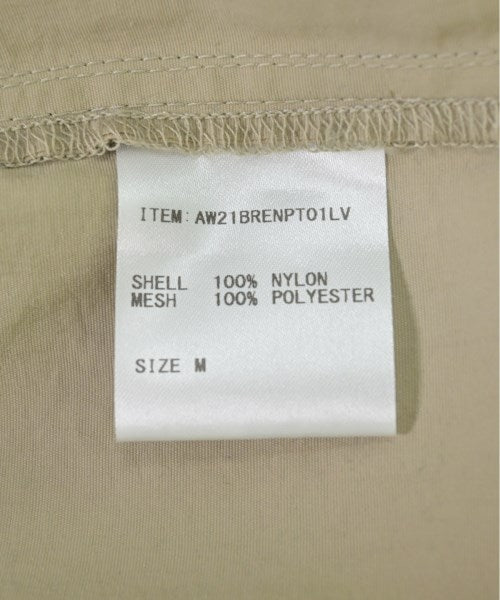 ITEM: AW21BRENPT01LV
SHELL 100% NYLON
MESH 100% POLYESTER
SIZE M